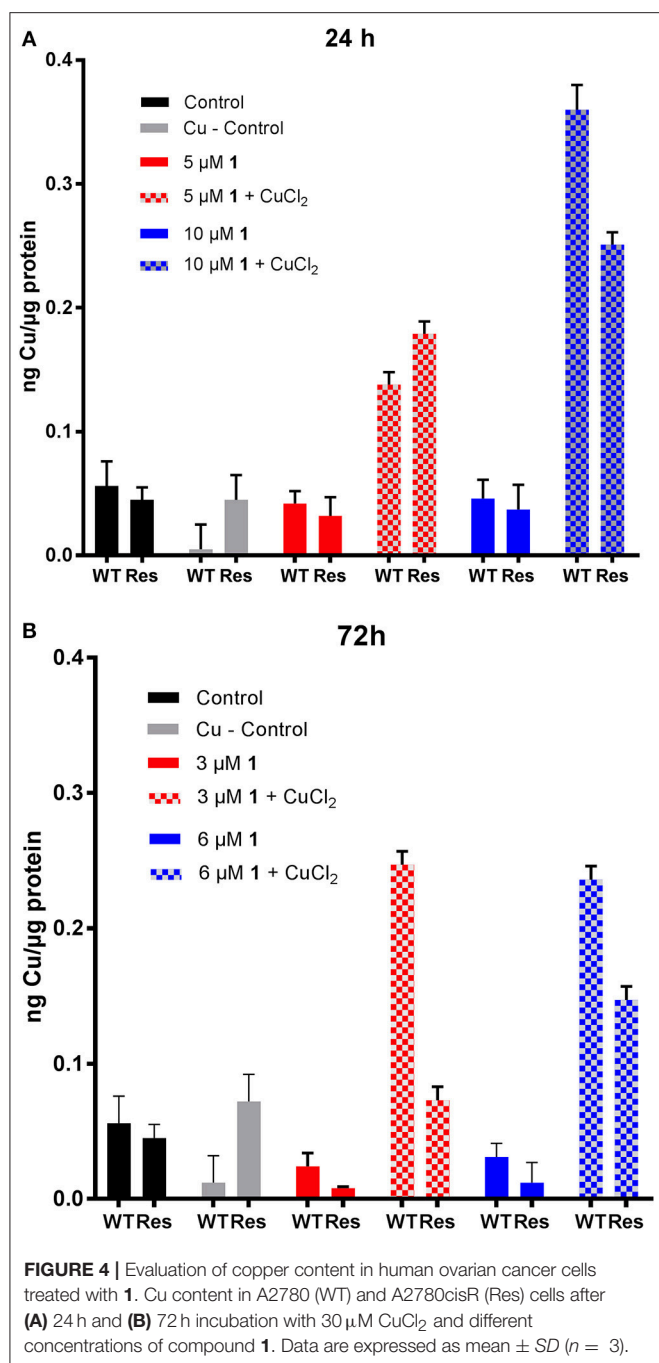 A
24 h
0.4
Control
Cu - Control
5 µM 1
0.3
5 µM 1 + CuCl2
10 µM 1
10 µM 1 + CuCl2
ng Cu/µg protein
0.2
0.1
0.0
WT Res WT Res WT Res WT Res WT Res WT Res
B
72h
0.4
Control
Cu - Control
3 µM 1
0.3
3 µM 1 + CuCl2
6 µM 1
6 µM 1 + CuCl2
ng Cu/µg protein
0.2
0.1
0.0
WTRes WTRes WTRes WTRes WTRes WTRes
FIGURE 4 | Evaluation of copper content in human ovarian cancer cells
treated with 1. Cu content in A2780 (WT) and A2780cisR (Res) cells after
(A) 24 h and (B) 72 h incubation with 30 µM CuCl2 and different
concentrations of compound 1. Data are expressed as mean ± SD (n = 3).